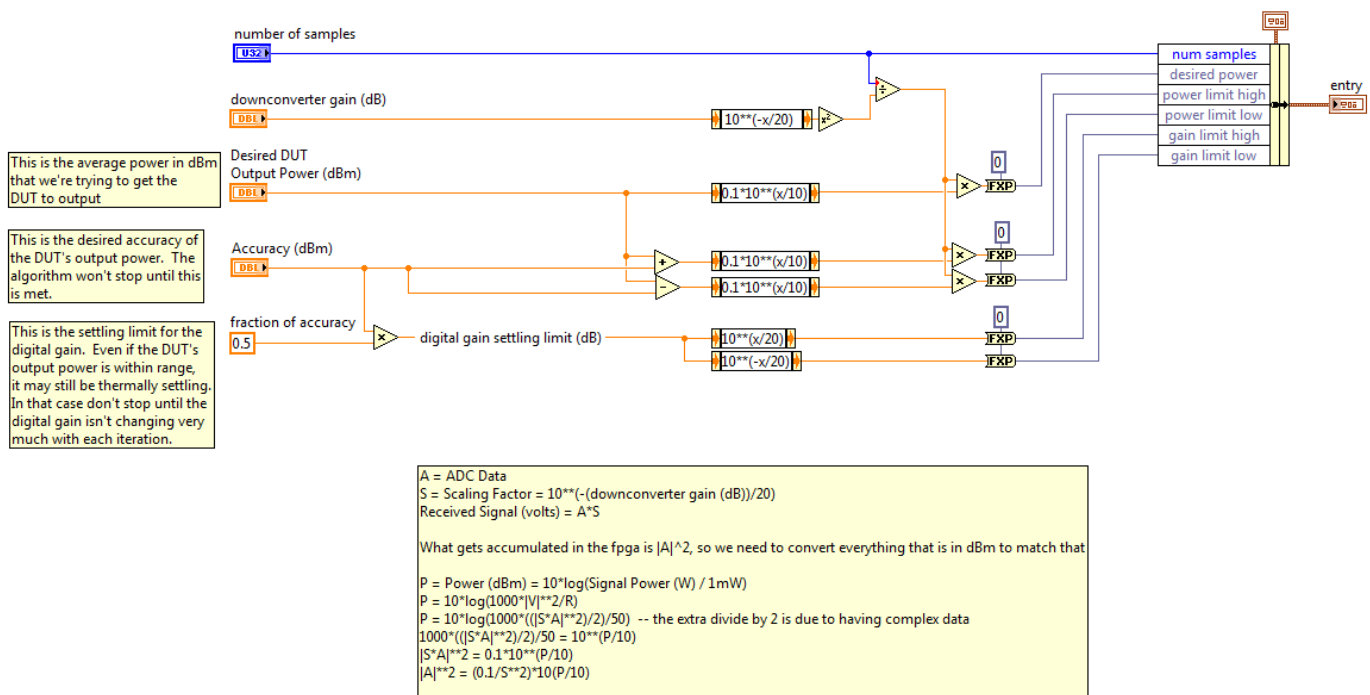 number of samples
U32
num samples
desired power
power limit high
power limit low
gain limit high
gain limit low
entry
downconverter gain (dB)
DBL
10**(-x/20)
x²
÷
This is the average power in dBm
that we're trying to get the
DUT to output
Desired DUT
Output Power (dBm)
DBL
0.1*10**(x/10)
×
0
FXP
This is the desired accuracy of
the DUT's output power. The
algorithm won't stop until this
is met.
Accuracy (dBm)
DBL
+
-
0.1*10**(x/10)
0.1*10**(x/10)
×
×
0
FXP
FXP
This is the settling limit for the
digital gain. Even if the DUT's
output power is within range,
it may still be thermally settling.
In that case don't stop until the
digital gain isn't changing very
much with each iteration.
fraction of accuracy
0.5
×
digital gain settling limit (dB)
10**(x/20)
10**(-x/20)
0
FXP
FXP
A = ADC Data
S = Scaling Factor = 10**(-(downconverter gain (dB))/20)
Received Signal (volts) = A*S
What gets accumulated in the fpga is |A|^2, so we need to convert everything that is in dBm to match that
P = Power (dBm) = 10*log(Signal Power (W) / 1mW)
P = 10*log(1000*|V|**2/R)
P = 10*log(1000*((|S*A|**2)/2)/50) -- the extra divide by 2 is due to having complex data
1000*((|S*A|**2)/2)/50 = 10**(P/10)
|S*A|**2 = 0.1*10**(P/10)
|A|**2 = (0.1/S**2)*10(P/10)